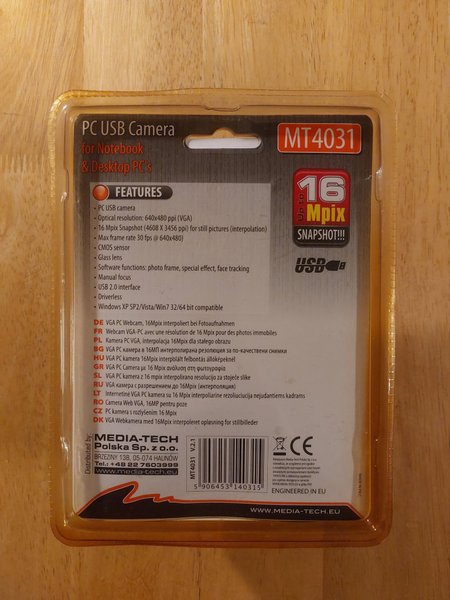 PC USB Camera
for Notebook
& Desktop PC's
MT4031
FEATURES
- PC USB camera
- Optical resolution: 640x480 ppi (VGA)
- 16 Mpix Snapshot (4608 X 3456 ppi) for still pictures (interpolation)
- Max frame rate 30 fps @ 640x480)
- CMOS sensor
- Glass lens
- Software functions: photo frame, special effect, face tracking
- Manual focus
- USB 2.0 interface
- Driverless
- Windows XP SP2/Vista/Win7 32/64 bit compatible
Up to 16
Mpix
SNAPSHOT!!!
USB
DE VGA PC Webcam, 16Mpix interpoliert bei Fotoaufnahmen
FR Webcam VGA-PC avec une résolution de 16 Mpix pour des photos immobiles
PL Kamera PC VGA, interpolacja 16Mpix dla stałego obrazu
BG VGA PC камера в 16МП интерполирана резолюция за по-качествени снимки
HU VGA PC kamera 16Mpix interpolált felbontás állóképeknél
GR VGA PC κάμερα με 16 Mpix ανάλυση στη φωτογραφία
SL VGA PC kamera z 16 mpix interpolirano resolucijo za stoječe slike
RU VGA камера с разрешением до 16Mpix (интерполяция)
LT Internetinė VGA PC kamera su 16 Mpix interpoliarine rezoliucija nejudantiems kadrams
RO Camera Web VGA, 16MP pentru poze
CZ PC kamera s rozlyšením 16 Mpix
DK VGA Webkamera med 16Mpix interpoleret opløsning for stillbilleder
Distributed by:
MEDIA-TECH
Polska Sp. z o.o.
BRZEZINY 13B, 05-074 HALINÓW
Tel.: +48 22 7603999
www.media-tech.eu
MT4031 V.2.1
5 906453 140315
CE
ENGINEERED IN EU
WWW.MEDIA-TECH.EU